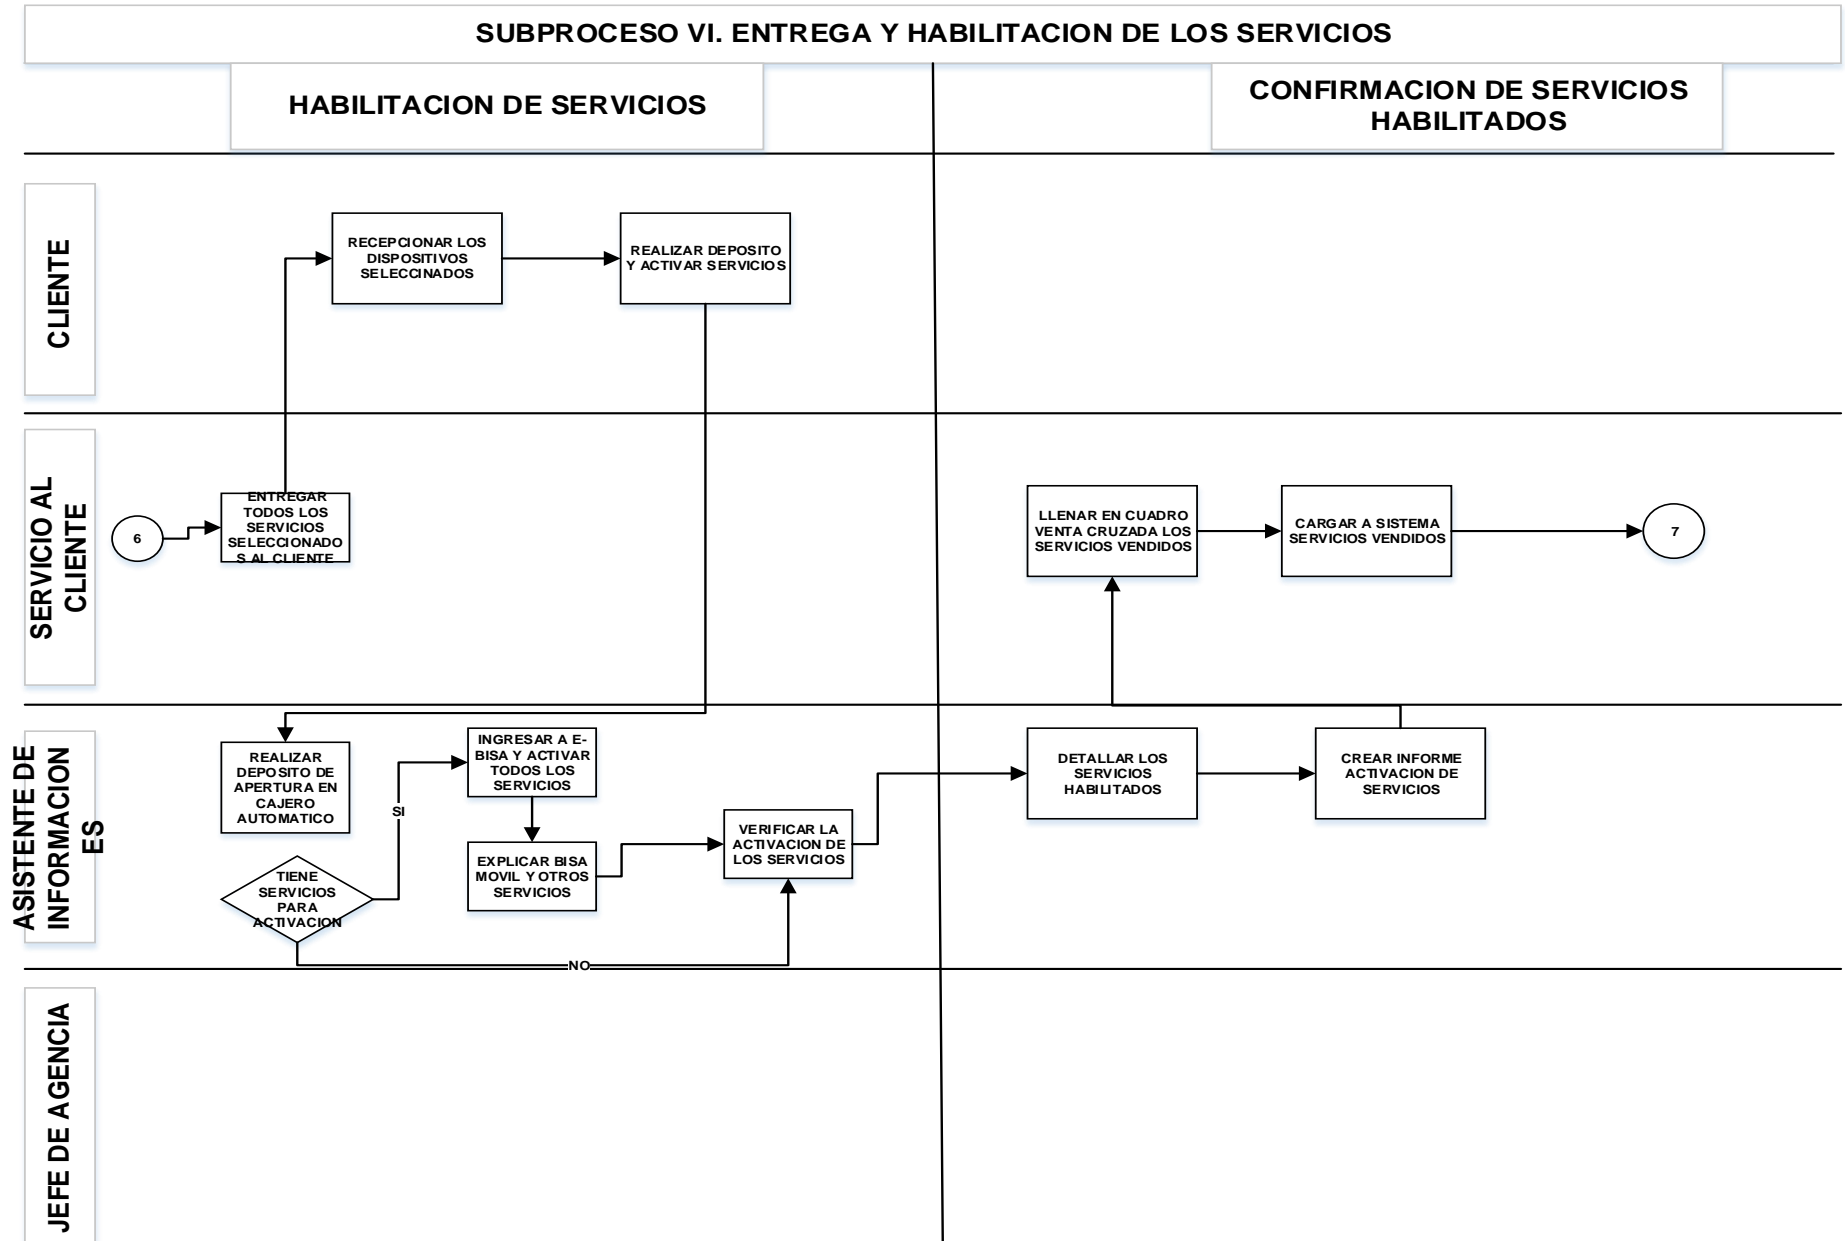 SUBPROCESO VI. ENTREGA Y HABILITACION DE LOS SERVICIOS
HABILITACION DE SERVICIOS
CONFIRMACION DE SERVICIOS
HABILITADOS
CLIENTE
RECEPCIONAR LOS
DISPOSITIVOS
SELECCINADOS
REALIZAR DEPOSITO
Y ACTIVAR SERVICIOS
SERVICIO AL
CLIENTE
6
ENTREGAR
TODOS LOS
SERVICIOS
SELECCIONADO
S AL CLIENTE
LLENAR EN CUADRO
VENTA CRUZADA LOS
SERVICIOS VENDIDOS
CARGAR A SISTEMA
SERVICIOS VENDIDOS
7
ASISTENTE DE
INFORMACION
ES
REALIZAR
DEPOSITO DE
APERTURA EN
CAJERO
AUTOMATICO
TIENE
SERVICIOS
PARA
ACTIVACION
SI
NO
INGRESAR A E-
BISA Y ACTIVAR
TODOS LOS
SERVICIOS
EXPLICAR BISA
MOVIL Y OTROS
SERVICIOS
VERIFICAR LA
ACTIVACION DE
LOS SERVICIOS
DETALLAR LOS
SERVICIOS
HABILITADOS
CREAR INFORME
ACTIVACION DE
SERVICIOS
JEFE DE AGENCIA